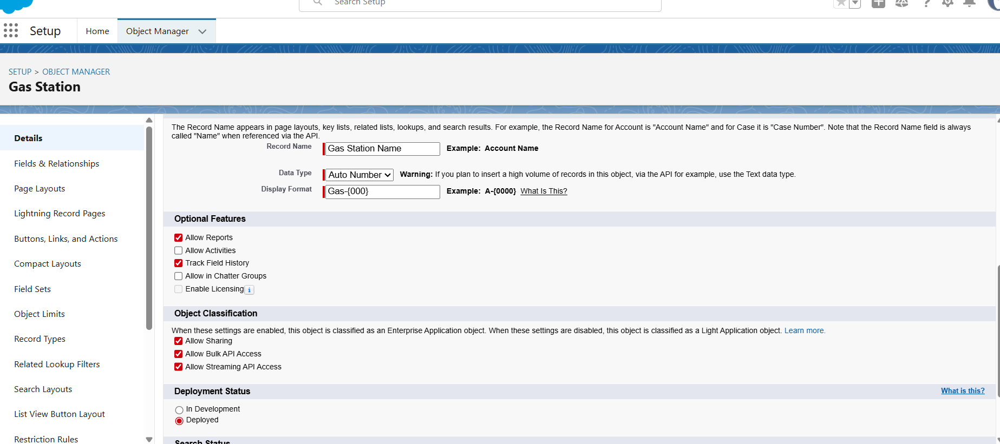 Search Setup
Setup
Home
Object Manager
SETUP > OBJECT MANAGER
Gas Station
Details
Fields & Relationships
Page Layouts
Lightning Record Pages
Buttons, Links, and Actions
Compact Layouts
Field Sets
Object Limits
Record Types
Related Lookup Filters
Search Layouts
List View Button Layout
Restriction Rules
The Record Name appears in page layouts, key lists, related lists, lookups, and search results. For example, the Record Name for Account is "Account Name" and for Case it is "Case Number". Note that the Record Name field is always
called "Name" when referenced via the API.
Record Name Gas Station Name Example: Account Name
Data Type Auto Number Warning: If you plan to insert a high volume of records in this object, via the API for example, use the Text data type.
Display Format Gas-{000} Example: A-{0000} What Is This?
Optional Features
Allow Reports
Allow Activities
Track Field History
Allow in Chatter Groups
Enable Licensing i
Object Classification
When these settings are enabled, this object is classified as an Enterprise Application object. When these settings are disabled, this object is classified as a Light Application object. Learn more.
Allow Sharing
Allow Bulk API Access
Allow Streaming API Access
Deployment Status What is this?
In Development
Deployed
Search Status